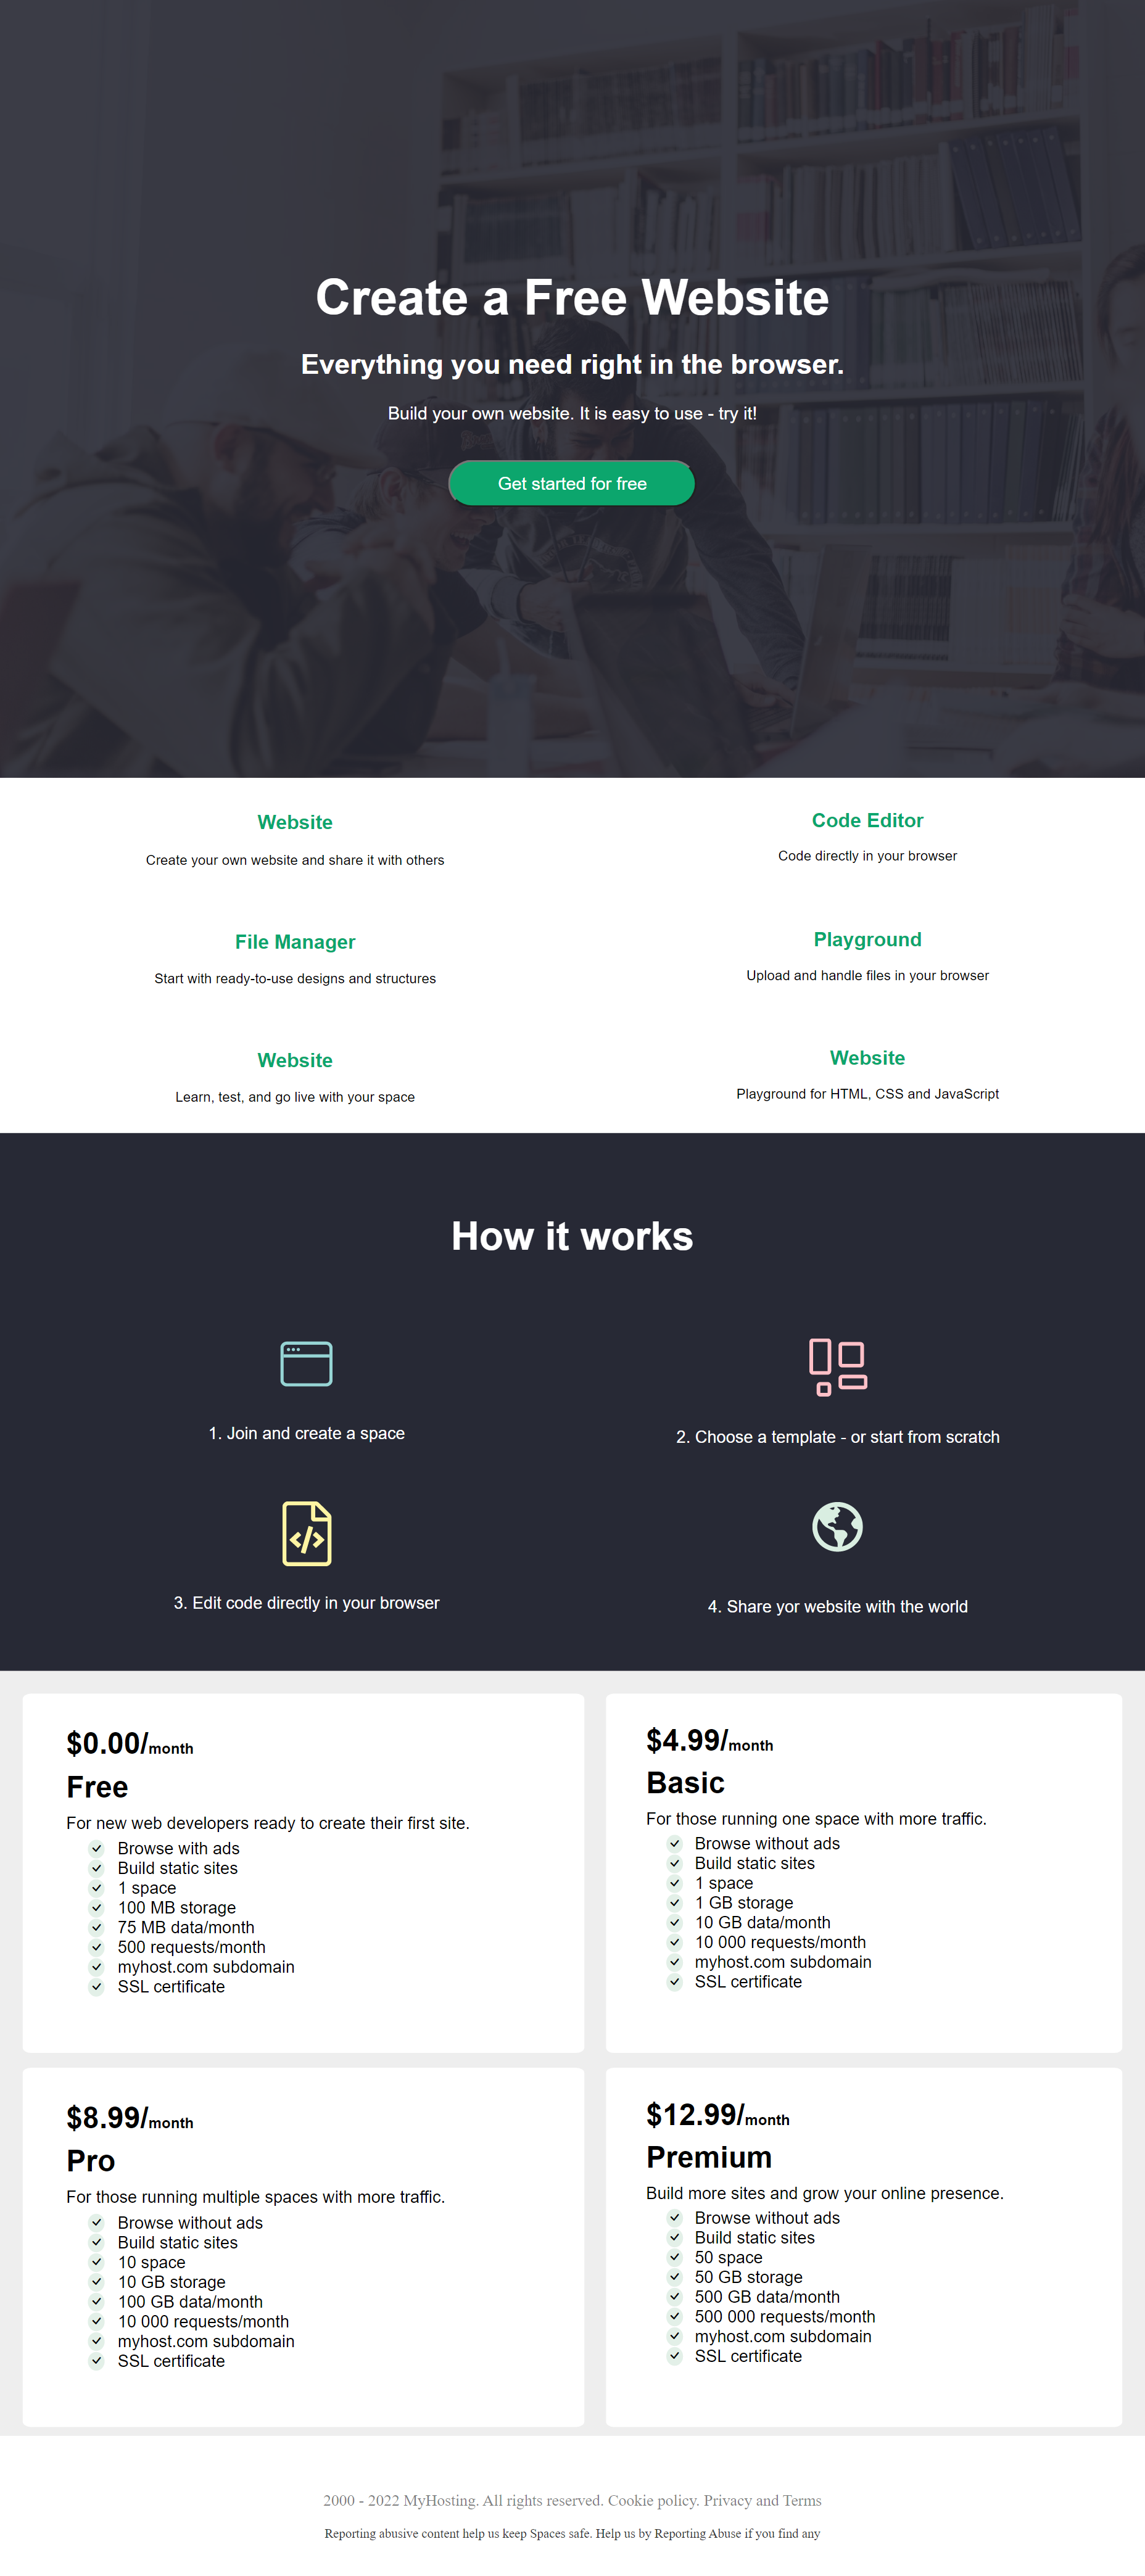 Create a Free Website
Everything you need right in the browser.
Build your own website. It is easy to use - try it!
Get started for free
Website
Create your own website and share it with others
Code Editor
Code directly in your browser
File Manager
Start with ready-to-use designs and structures
Playground
Upload and handle files in your browser
Website
Learn, test, and go live with your space
Website
Playground for HTML, CSS and JavaScript
How it works
1. Join and create a space
2. Choose a template - or start from scratch
3. Edit code directly in your browser
4. Share yor website with the world
$0.00/month
Free
For new web developers ready to create their first site.
Browse with ads
Build static sites
1 space
100 MB storage
75 MB data/month
500 requests/month
myhost.com subdomain
SSL certificate
$4.99/month
Basic
For those running one space with more traffic.
Browse without ads
Build static sites
1 space
1 GB storage
10 GB data/month
10 000 requests/month
myhost.com subdomain
SSL certificate
$8.99/month
Pro
For those running multiple spaces with more traffic.
Browse without ads
Build static sites
10 space
10 GB storage
100 GB data/month
10 000 requests/month
myhost.com subdomain
SSL certificate
$12.99/month
Premium
Build more sites and grow your online presence.
Browse without ads
Build static sites
50 space
50 GB storage
500 GB data/month
500 000 requests/month
myhost.com subdomain
SSL certificate
2000 - 2022 MyHosting. All rights reserved. Cookie policy. Privacy and Terms
Reporting abusive content help us keep Spaces safe. Help us by Reporting Abuse if you find any